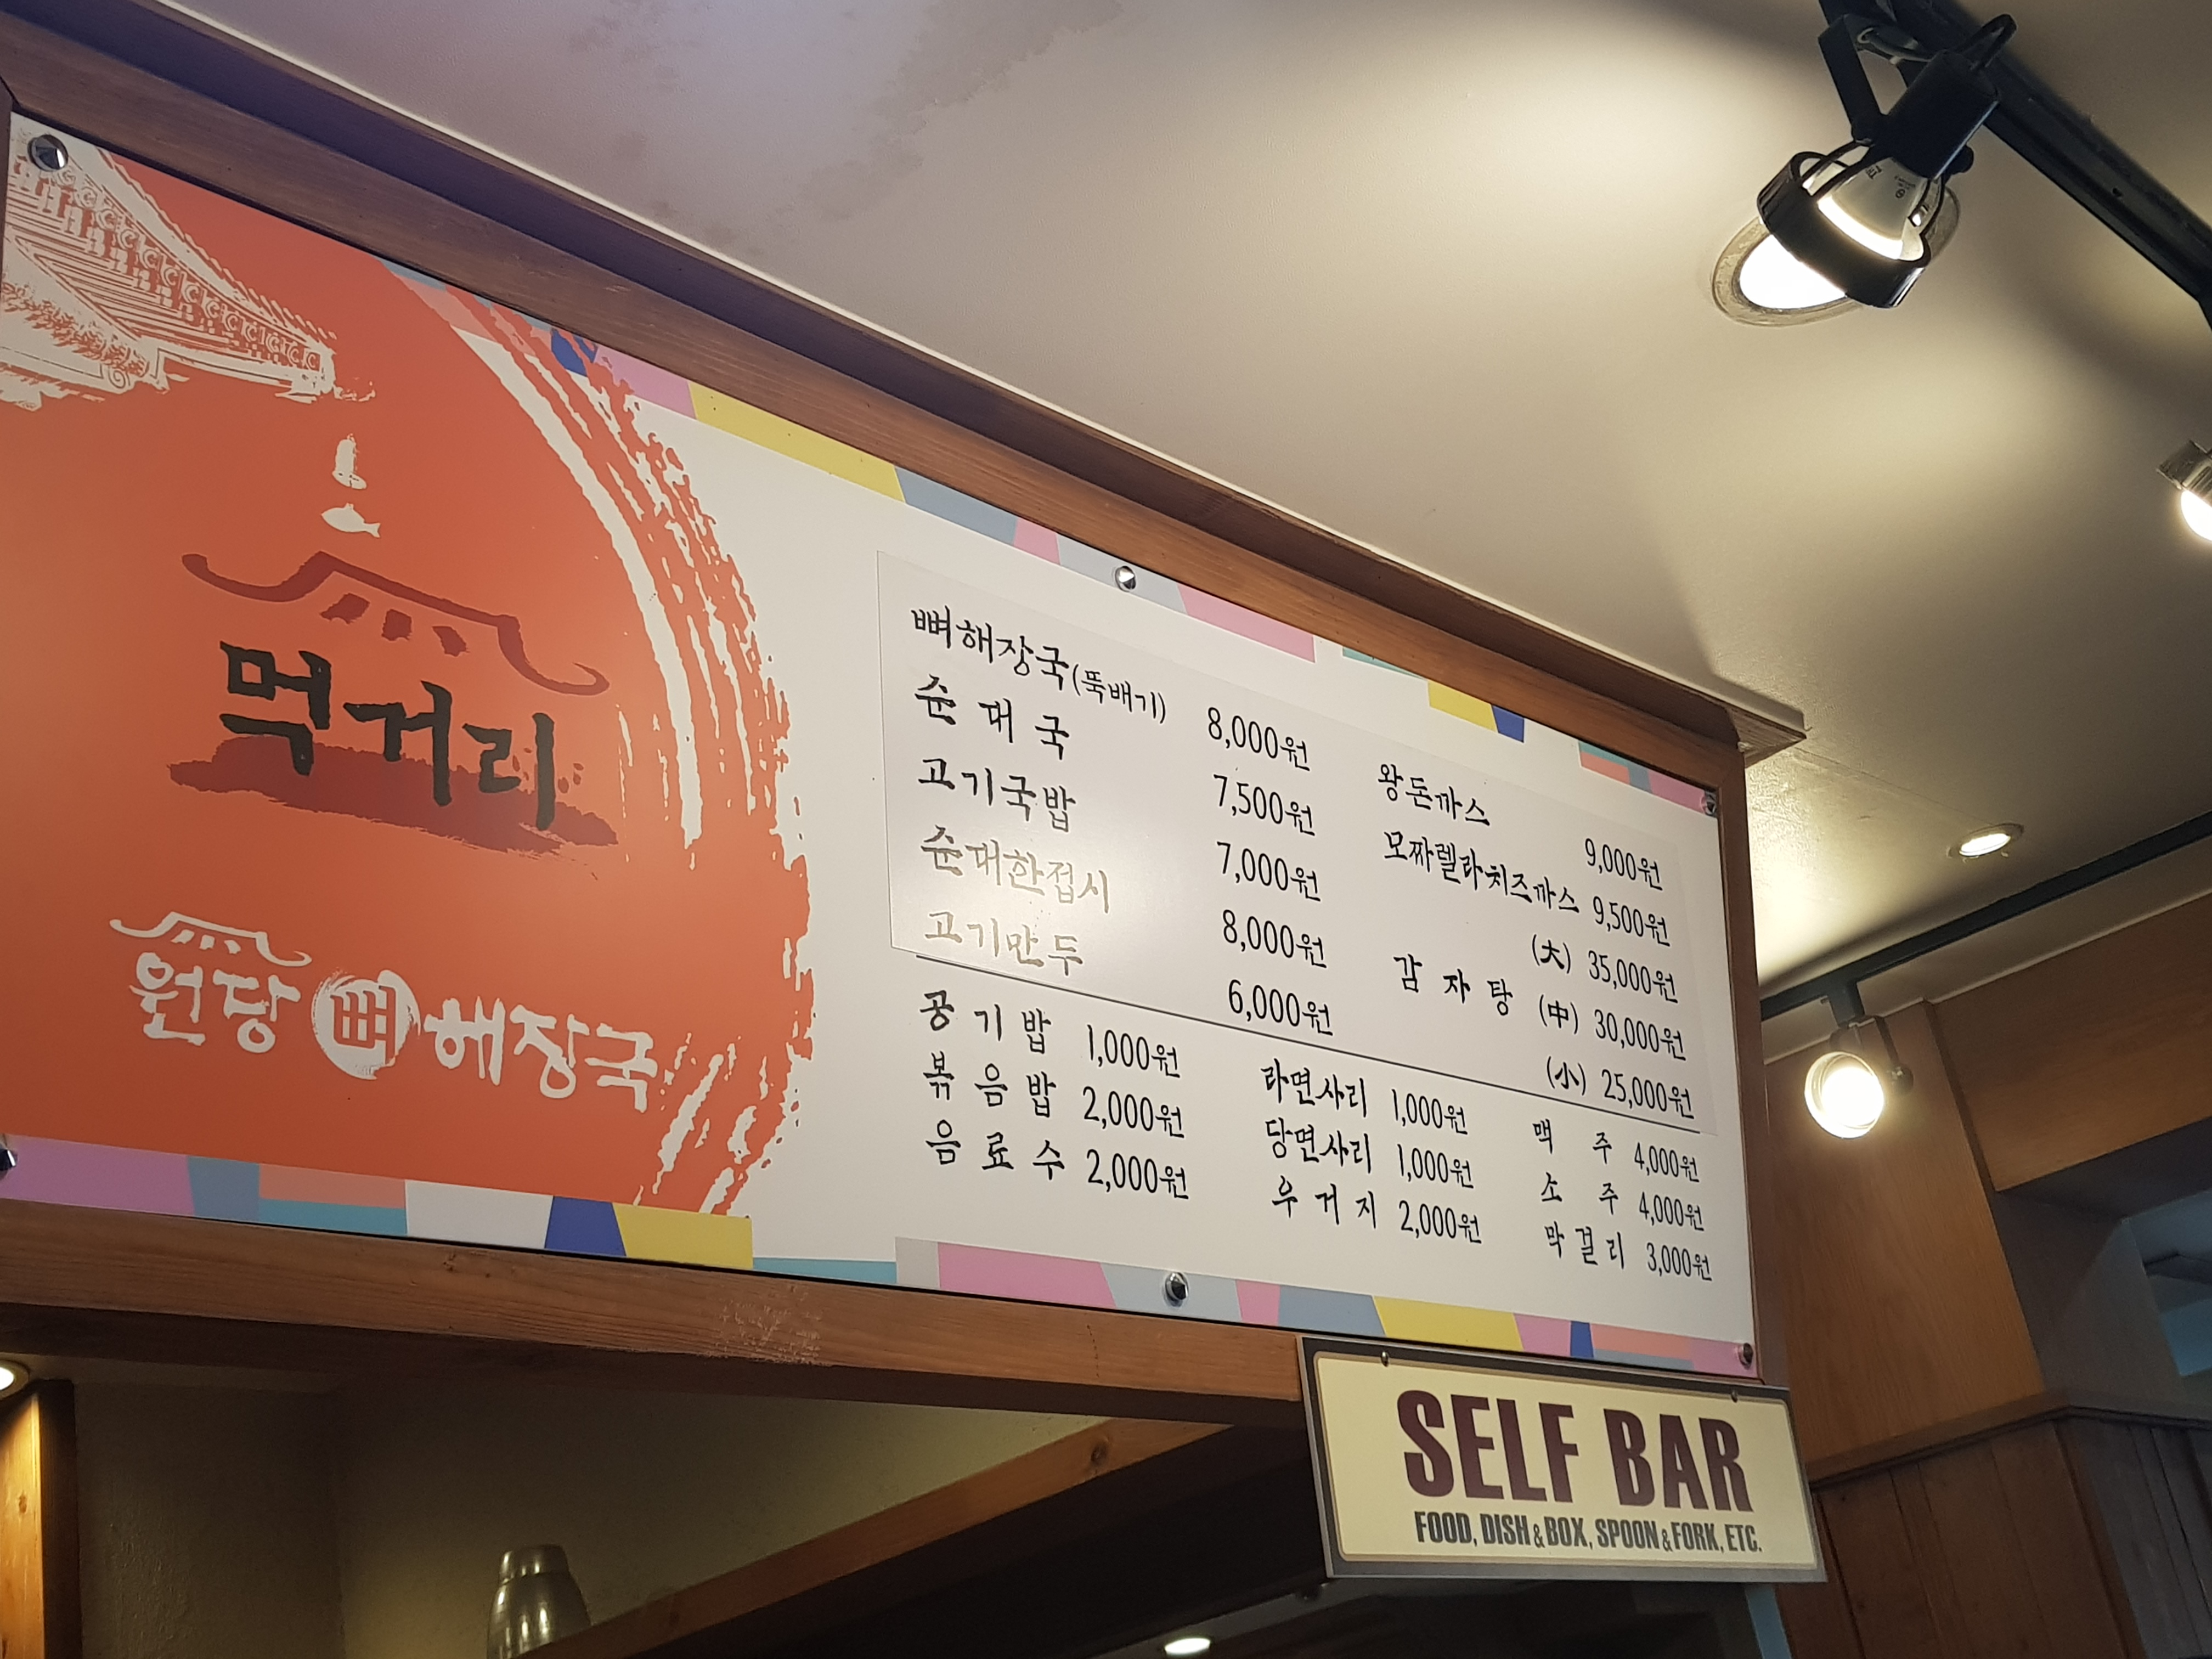 먹거리
원당 뼈 해장국
뼈해장국(뚝배기) 8,000원
순대국 7,500원
고기국밥 7,000원
순대한접시 8,000원
고기만두 6,000원
왕돈까스 9,000원
모짜렐라치즈까스 9,500원
감자탕 (大) 35,000원
(中) 30,000원
(小) 25,000원
공기밥 1,000원
볶음밥 2,000원
음료수 2,000원
라면사리 1,000원
당면사리 1,000원
우거지 2,000원
맥주 4,000원
소주 4,000원
막걸리 3,000원
SELF BAR
FOOD, DISH & BOX, SPOON & FORK, ETC.